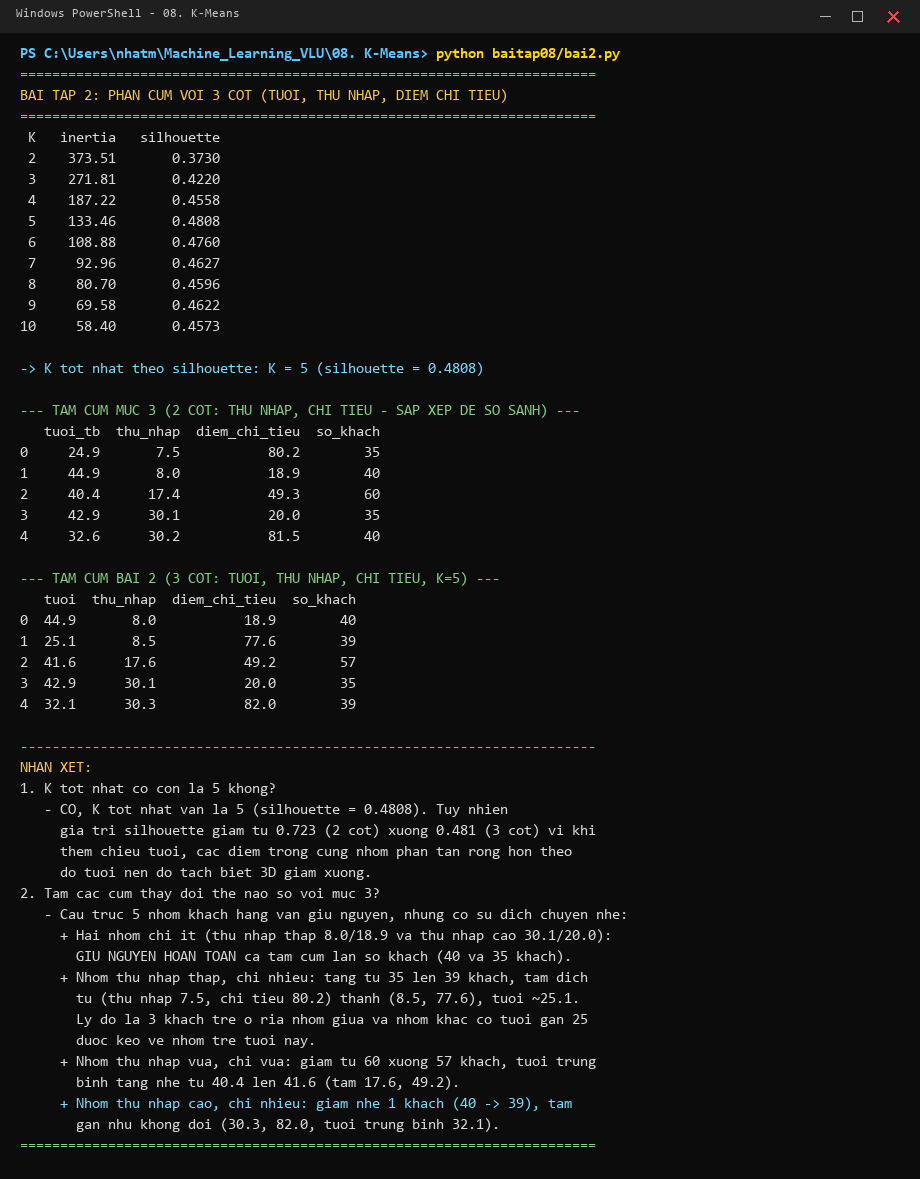 Windows PowerShell - 08. K-Means
PS C:\Users\nhatm\Machine_Learning_VLU\08. K-Means> python baitap08/bai2.py
========================================================================
BAI TAP 2: PHAN CUM VOI 3 COT (TUOI, THU NHAP, DIEM CHI TIEU)
========================================================================
 K   inertia   silhouette
 2    373.51       0.3730
 3    271.81       0.4220
 4    187.22       0.4558
 5    133.46       0.4808
 6    108.88       0.4760
 7     92.96       0.4627
 8     80.70       0.4596
 9     69.58       0.4622
10     58.40       0.4573
-> K tot nhat theo silhouette: K = 5 (silhouette = 0.4808)
--- TAM CUM MUC 3 (2 COT: THU NHAP, CHI TIEU - SAP XEP DE SO SANH) ---
   tuoi_tb  thu_nhap  diem_chi_tieu  so_khach
0     24.9       7.5           80.2        35
1     44.9       8.0           18.9        40
2     40.4      17.4           49.3        60
3     42.9      30.1           20.0        35
4     32.6      30.2           81.5        40
--- TAM CUM BAI 2 (3 COT: TUOI, THU NHAP, CHI TIEU, K=5) ---
   tuoi  thu_nhap  diem_chi_tieu  so_khach
0  44.9       8.0           18.9        40
1  25.1       8.5           77.6        39
2  41.6      17.6           49.2        57
3  42.9      30.1           20.0        35
4  32.1      30.3           82.0        39
------------------------------------------------------------------------
NHAN XET:
1. K tot nhat co con la 5 khong?
   - CO, K tot nhat van la 5 (silhouette = 0.4808). Tuy nhien
     gia tri silhouette giam tu 0.723 (2 cot) xuong 0.481 (3 cot) vi khi
     them chieu tuoi, cac diem trong cung nhom phan tan rong hon theo
     do tuoi nen do tach biet 3D giam xuong.
2. Tam cac cum thay doi the nao so voi muc 3?
   - Cau truc 5 nhom khach hang van giu nguyen, nhung co su dich chuyen nhe:
     + Hai nhom chi it (thu nhap thap 8.0/18.9 va thu nhap cao 30.1/20.0):
       GIU NGUYEN HOAN TOAN ca tam cum lan so khach (40 va 35 khach).
     + Nhom thu nhap thap, chi nhieu: tang tu 35 len 39 khach, tam dich
       tu (thu nhap 7.5, chi tieu 80.2) thanh (8.5, 77.6), tuoi ~25.1.
       Ly do la 3 khach tre o ria nhom giua va nhom khac co tuoi gan 25
       duoc keo ve nhom tre tuoi nay.
     + Nhom thu nhap vua, chi vua: giam tu 60 xuong 57 khach, tuoi trung
       binh tang nhe tu 40.4 len 41.6 (tam 17.6, 49.2).
     + Nhom thu nhap cao, chi nhieu: giam nhe 1 khach (40 -> 39), tam
       gan nhu khong doi (30.3, 82.0, tuoi trung binh 32.1).
========================================================================